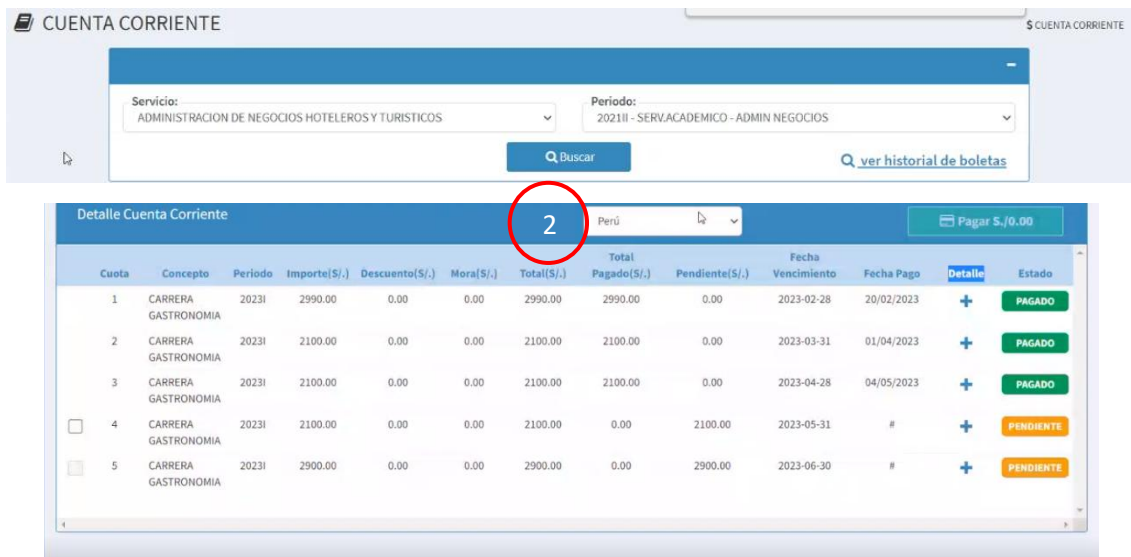 CUENTA CORRIENTE
$ CUENTA CORRIENTE
Servicio:
ADMINISTRACION DE NEGOCIOS HOTELEROS Y TURISTICOS
Periodo:
2021II - SERV.ACADEMICO - ADMIN NEGOCIOS
Buscar
ver historial de boletas
Detalle Cuenta Corriente
2
Perú
Pagar S./0.00
Cuota Concepto Periodo Importe(S/.) Descuento(S/.) Mora(S/.) Total(S/.) Total Pagado(S/.) Pendiente(S/.) Fecha Vencimiento Fecha Pago Detalle Estado
1 CARRERA GASTRONOMIA 2023I 2990.00 0.00 0.00 2990.00 2990.00 0.00 2023-02-28 20/02/2023 + PAGADO
2 CARRERA GASTRONOMIA 2023I 2100.00 0.00 0.00 2100.00 2100.00 0.00 2023-03-31 01/04/2023 + PAGADO
3 CARRERA GASTRONOMIA 2023I 2100.00 0.00 0.00 2100.00 2100.00 0.00 2023-04-28 04/05/2023 + PAGADO
4 CARRERA GASTRONOMIA 2023I 2100.00 0.00 0.00 2100.00 0.00 2100.00 2023-05-31 # + PENDIENTE
5 CARRERA GASTRONOMIA 2023I 2900.00 0.00 0.00 2900.00 0.00 2900.00 2023-06-30 # + PENDIENTE